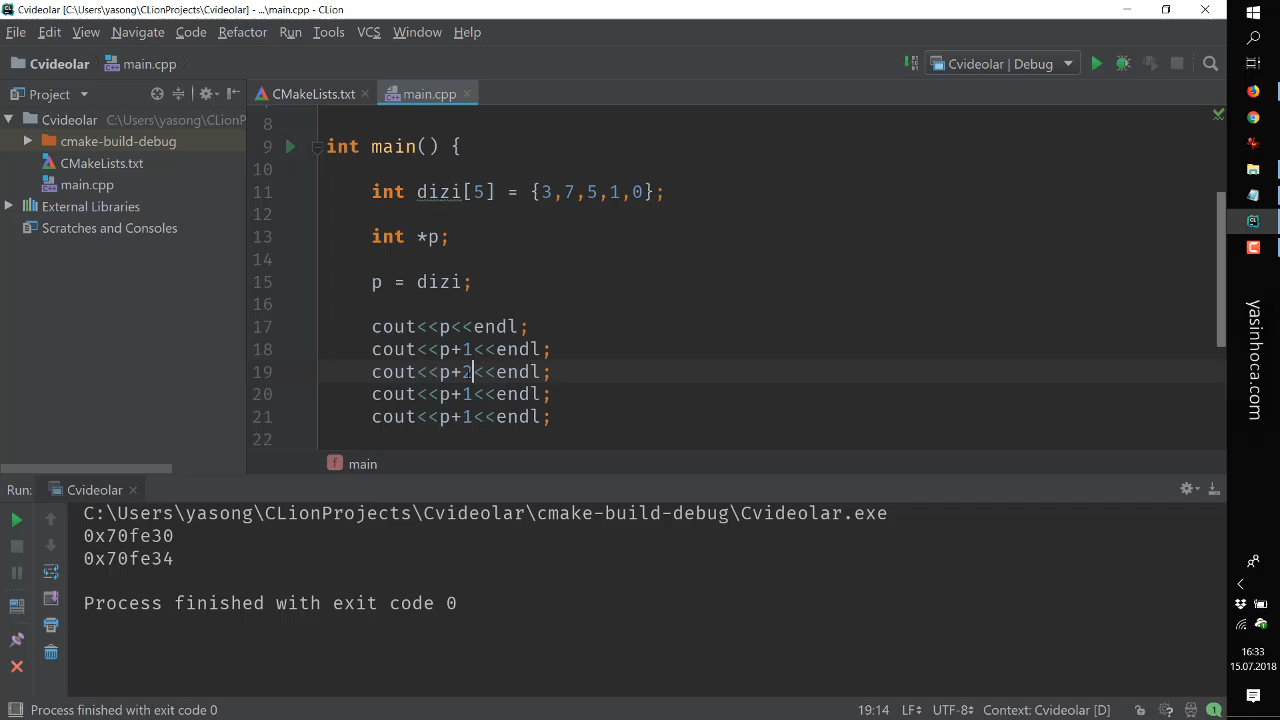 Cvideolar [C:\Users\yasong\CLionProjects\Cvideolar] - ...\main.cpp - CLion
File Edit View Navigate Code Refactor Run Tools VCS Window Help
Cvideolar main.cpp
Cvideolar | Debug
Project
CMakeLists.txt main.cpp
Cvideolar C:\Users\yasong\CLionP
cmake-build-debug
CMakeLists.txt
main.cpp
External Libraries
Scratches and Consoles
8
9 int main() {
10
11 int dizi[5] = {3,7,5,1,0};
12
13 int *p;
14
15 p = dizi;
16
17 cout<<p<<endl;
18 cout<<p+1<<endl;
19 cout<<p+2<<endl;
20 cout<<p+1<<endl;
21 cout<<p+1<<endl;
22
f main
Run: Cvideolar
C:\Users\yasong\CLionProjects\Cvideolar\cmake-build-debug\Cvideolar.exe
0x70fe30
0x70fe34
Process finished with exit code 0
Process finished with exit code 0
19:14 LF UTF-8 Context: Cvideolar [D]
1
yasinhoca.com
16:33
15.07.2018